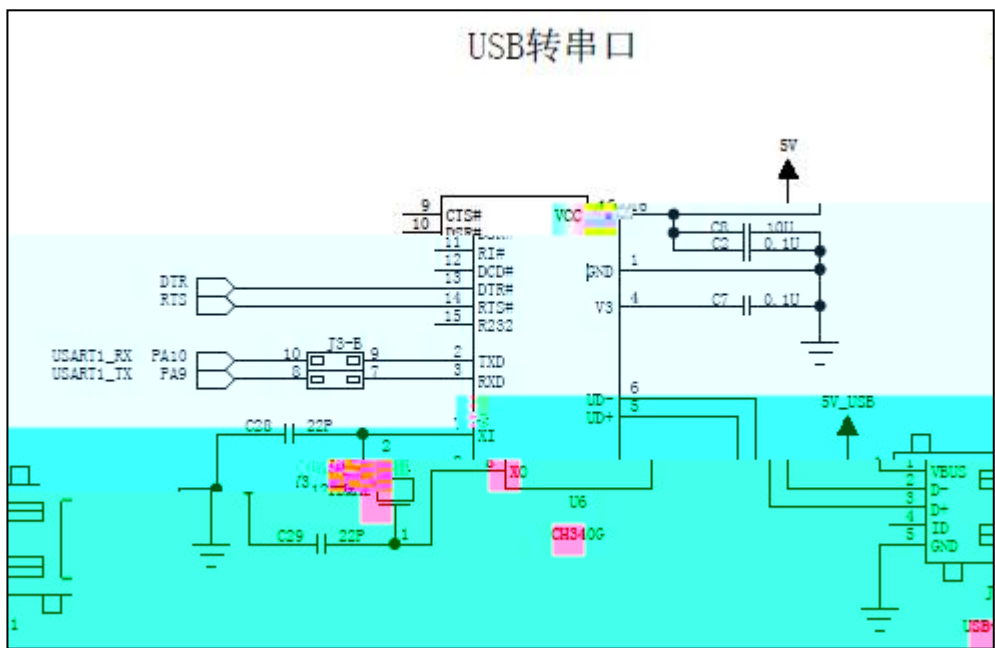 USB转串口
5V
9 CTS# VCC
10 DSR#
C8 10U
11 RI# C2 0.1U
12 DCD# GND 1
DTR 13 DTR#
RTS 14 RTS# V3 4 C7 0.1U
15 R232
J3-B
USART1_RX PA10 10 9 2 TXD
USART1_TX PA9 8 7 3 RXD
UD- 6
UD+ 5 5V_USB
C28 22P XI
2
XO 1 VBUS
2 D-
U6 3 D+
4 ID
C29 22P 1 CH340G 5 GND
J
1 USB